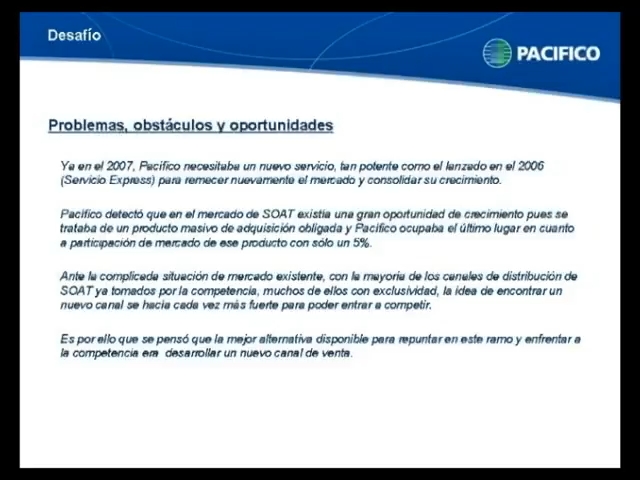 Desafío
PACIFICO
Problemas, obstáculos y oportunidades
Ya en el 2007, Pacífico necesitaba un nuevo servicio, tan potente como el lanzado en el 2006
(Servicio Express) para remecer nuevamente el mercado y consolidar su crecimiento.
Pacífico detectó que en el mercado de SOAT existía una gran oportunidad de crecimiento pues se
trataba de un producto masivo de adquisición obligada y Pacífico ocupaba el último lugar en cuanto
a participación de mercado de ese producto con sólo un 5%.
Ante la complicada situación de mercado existente, con la mayoría de los canales de distribución de
SOAT ya tomados por la competencia, muchos de ellos con exclusividad, la idea de encontrar un
nuevo canal se hacía cada vez más fuerte para poder entrar a competir.
Es por ello que se pensó que la mejor alternativa disponible para repuntar en este ramo y enfrentar a
la competencia era desarrollar un nuevo canal de venta.